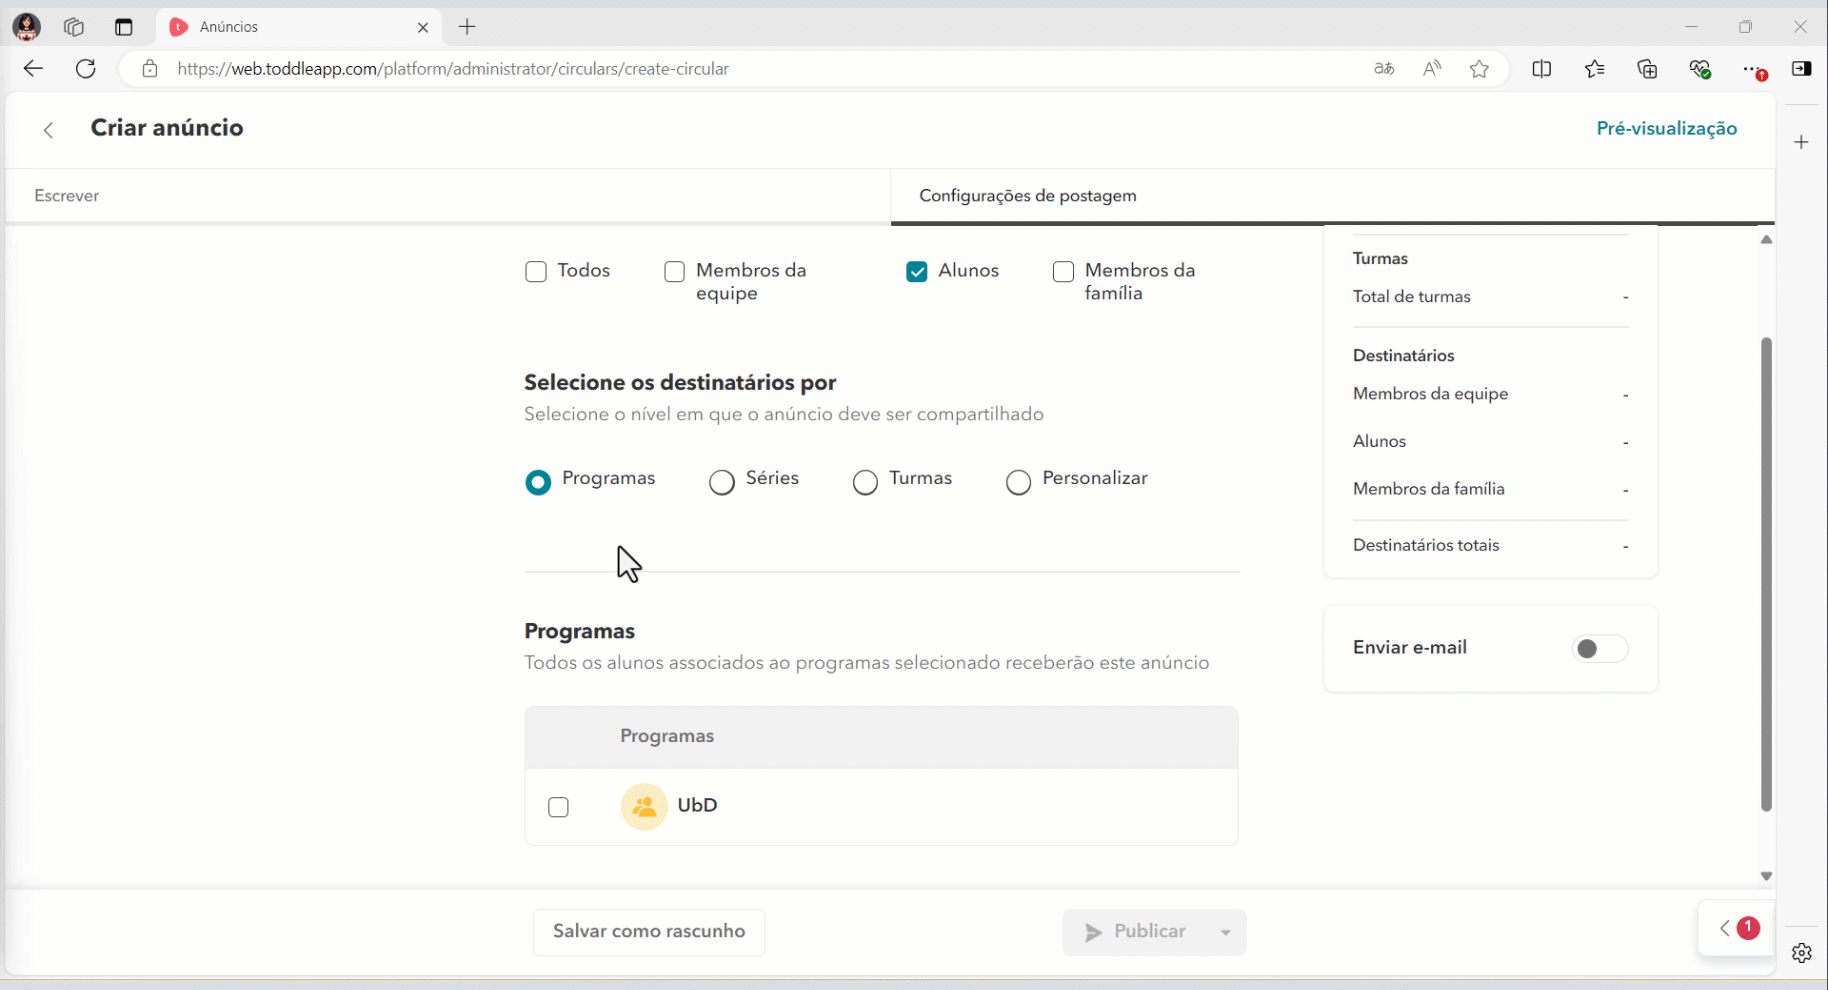 Anúncios
https://web.toddleapp.com/platform/administrator/circulars/create-circular
Criar anúncio
Pré-visualização
Escrever
Configurações de postagem
Todos
Membros da
equipe
Alunos
Membros da
família
Selecione os destinatários por
Selecione o nível em que o anúncio deve ser compartilhado
Programas
Séries
Turmas
Personalizar
Programas
Todos os alunos associados ao programas selecionado receberão este anúncio
Programas
UbD
Turmas
Total de turmas -
Destinatários
Membros da equipe -
Alunos -
Membros da família -
Destinatários totais -
Enviar e-mail
Salvar como rascunho
Publicar
1